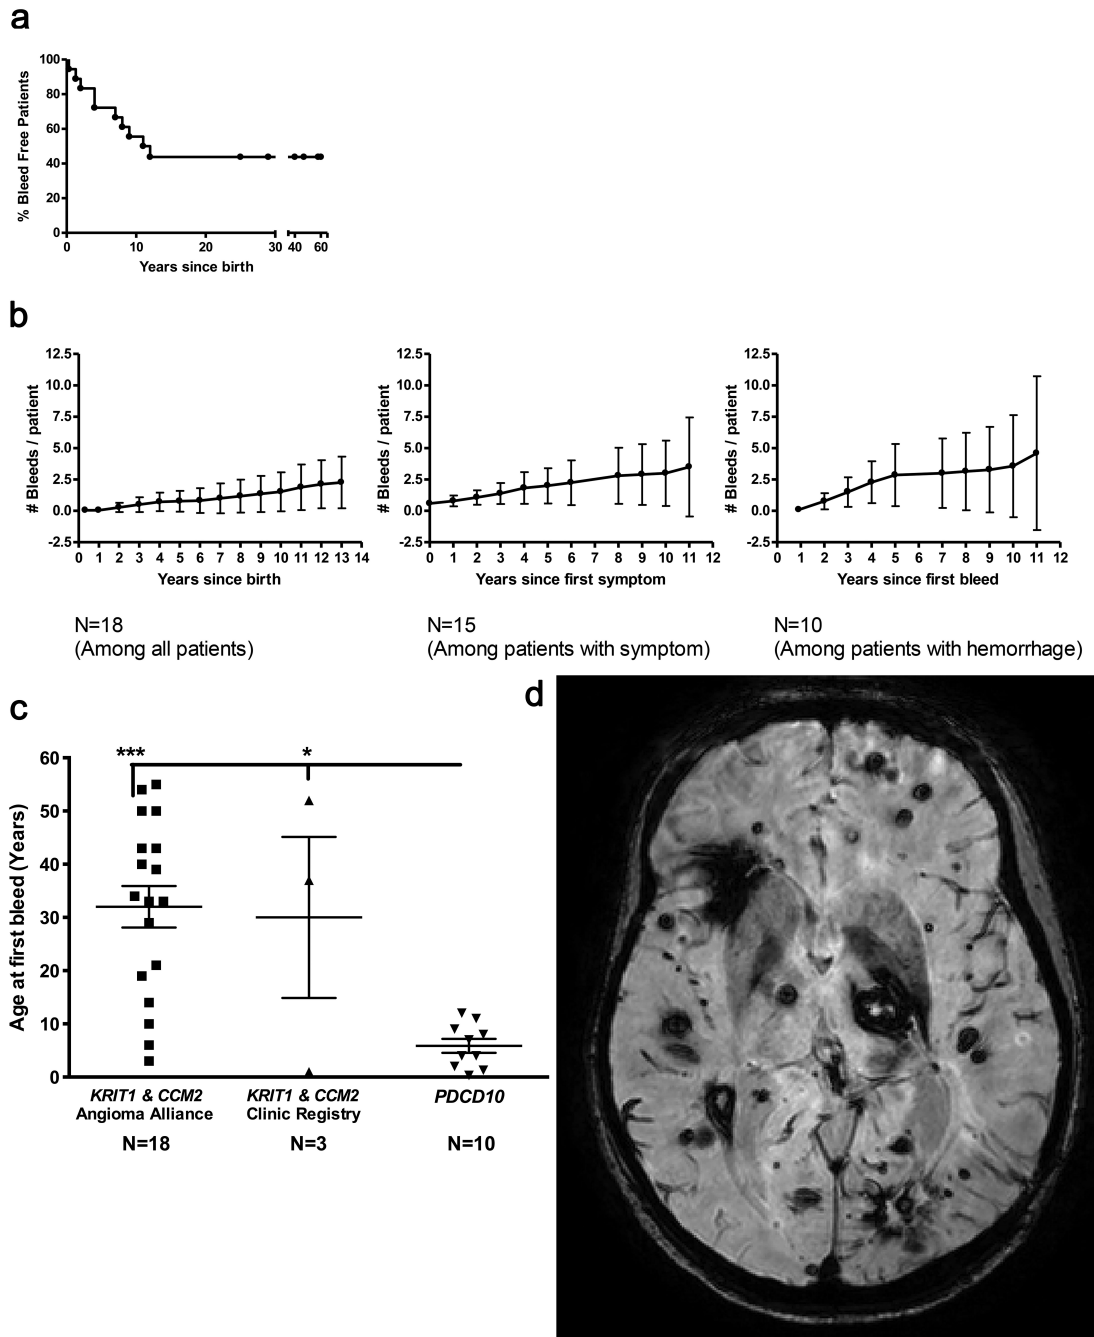 a
% Bleed Free Patients
100
80
60
40
20
0
0 10 20 30 40 60
Years since birth
b
# Bleeds / patient
12.5
10.0
7.5
5.0
2.5
0.0
-2.5
0 1 2 3 4 5 6 7 8 9 10 11 12 13 14
Years since birth
N=18
(Among all patients)
# Bleeds / patient
12.5
10.0
7.5
5.0
2.5
0.0
-2.5
0 1 2 3 4 5 6 7 8 9 10 11 12
Years since first symptom
N=15
(Among patients with symptom)
# Bleeds / patient
12.5
10.0
7.5
5.0
2.5
0.0
-2.5
0 1 2 3 4 5 6 7 8 9 10 11 12
Years since first bleed
N=10
(Among patients with hemorrhage)
c
Age at first bleed (Years)
60
50
40
30
20
10
0
*** *
KRIT1 & CCM2
Angioma Alliance
N=18
KRIT1 & CCM2
Clinic Registry
N=3
PDCD10
N=10
d